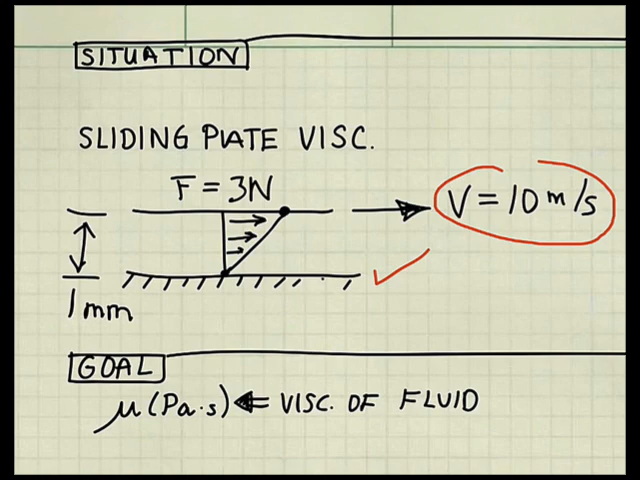 SITUATION
SLIDING PLATE VISC.
F = 3N
V = 10 m/s
1mm
GOAL
μ (Pa·s) ⇐ VISC. OF FLUID